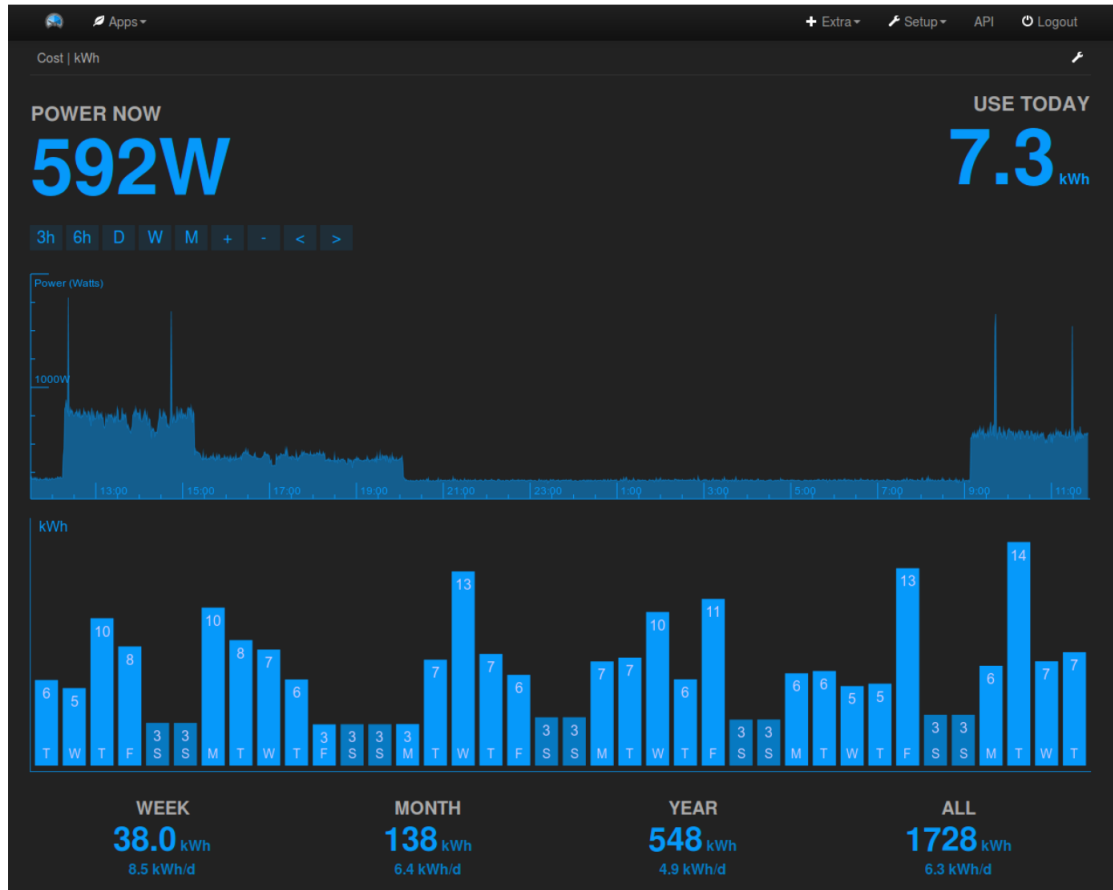 Apps
Extra Setup API Logout
Cost | kWh
POWER NOW
592W
USE TODAY
7.3 kWh
3h 6h D W M + - < >
Power (Watts)
1000W
13:00 15:00 17:00 19:00 21:00 23:00 1:00 3:00 5:00 7:00 9:00 11:00
kWh
6 5 10 8 3 3 10 8 7 6 3 3 3 3 7 13 7 6 3 3 7 7 10 6 11 3 3 6 6 5 5 13 3 3 6 14 7 7
T W T F S S M T W T F S S M T W T F S S M T W T F S S M T W T F S S M T W T
WEEK MONTH YEAR ALL
38.0 kWh 138 kWh 548 kWh 1728 kWh
8.5 kWh/d 6.4 kWh/d 4.9 kWh/d 6.3 kWh/d